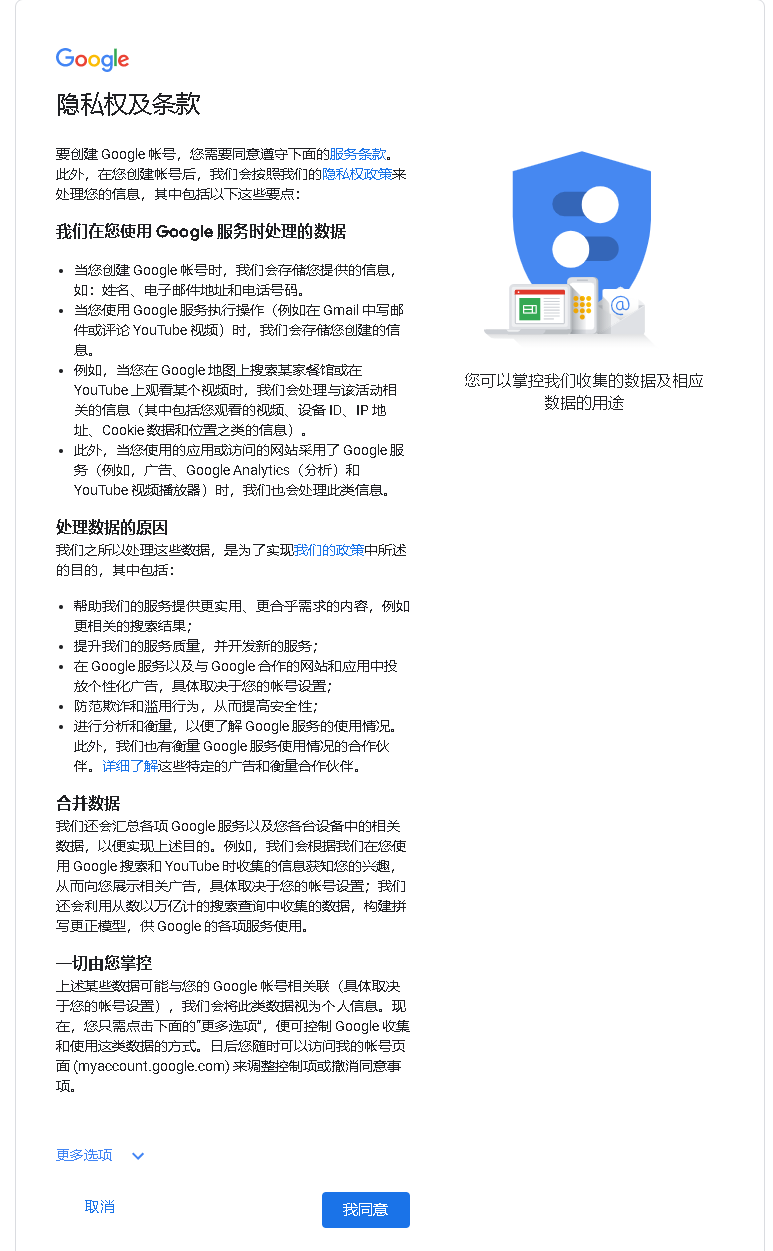 Google
隐私权及条款
要创建 Google 帐号，您需要同意遵守下面的服务条款。
此外，在您创建帐号后，我们会按照我们的隐私权政策来
处理您的信息，其中包括以下这些要点：
我们在您使用 Google 服务时处理的数据
• 当您创建 Google 帐号时，我们会存储您提供的信息，
如：姓名、电子邮件地址和电话号码。
• 当您使用 Google 服务执行操作（例如在 Gmail 中写邮
件或评论 YouTube 视频）时，我们会存储您创建的信
息。
• 例如，当您在 Google 地图上搜索某家餐馆或在
YouTube 上观看某个视频时，我们会处理与该活动相
关的信息（其中包括您观看的视频、设备 ID、IP 地
址、Cookie 数据和位置之类的信息）。
• 此外，当您使用的应用或访问的网站采用了 Google 服
务（例如，广告、Google Analytics（分析）和
YouTube 视频播放器）时，我们也会处理此类信息。
处理数据的原因
我们之所以处理这些数据，是为了实现我们的政策中所述
的目的，其中包括：
• 帮助我们的服务提供更实用、更合乎需求的内容，例如
更相关的搜索结果；
• 提升我们的服务质量，并开发新的服务；
• 在 Google 服务以及与 Google 合作的网站和应用中投
放个性化广告，具体取决于您的帐号设置；
• 防范欺诈和滥用行为，从而提高安全性；
• 进行分析和衡量，以便了解 Google 服务的使用情况。
此外，我们也有衡量 Google 服务使用情况的合作伙
伴。详细了解这些特定的广告和衡量合作伙伴。
合并数据
我们还会汇总各项 Google 服务以及您各台设备中的相关
数据，以便实现上述目的。例如，我们会根据我们在您使
用 Google 搜索和 YouTube 时收集的信息获知您的兴趣，
从而向您展示相关广告，具体取决于您的帐号设置；我们
还会利用从数以万亿计的搜索查询中收集的数据，构建拼
写更正模型，供 Google 的各项服务使用。
一切由您掌控
上述某些数据可能与您的 Google 帐号相关联（具体取决
于您的帐号设置），我们会将此类数据视为个人信息。现
在，您只需点击下面的“更多选项”，便可控制 Google 收集
和使用这类数据的方式。日后您随时可以访问我的帐号页
面 (myaccount.google.com) 来调整控制项或撤消同意事
项。
更多选项
取消
我同意
@
您可以掌控我们收集的数据及相应
数据的用途